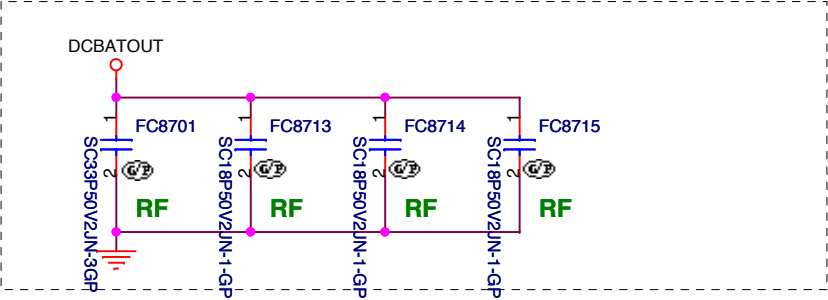 DCBATOUT
1
FC8701
SC33P50V2JN-3GP
2
G/P
RF
1
FC8713
SC18P50V2JN-1-GP
2
G/P
RF
1
FC8714
SC18P50V2JN-1-GP
2
G/P
RF
1
FC8715
SC18P50V2JN-1-GP
2
G/P
RF